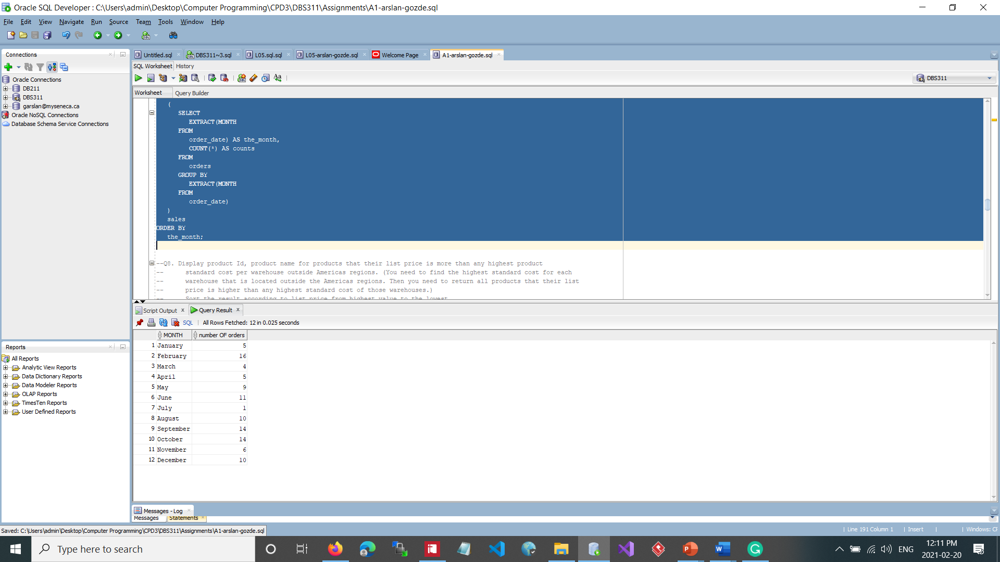 Oracle SQL Developer : C:\Users\admin\Desktop\Computer Programming\CPD3\DBS311\Assignments\A1-arslan-gozde.sql
File Edit View Navigate Run Source Team Tools Window Help
Connections
Oracle Connections
DB211
DBS311
garslan@myseneca.ca
Oracle NoSQL Connections
Database Schema Service Connections
Reports
All Reports
Analytic View Reports
Data Dictionary Reports
Data Modeler Reports
OLAP Reports
TimesTen Reports
User Defined Reports
Untitled.sql DBS311~3.sql L05.sql.sql L05-arslan-gozde.sql Welcome Page A1-arslan-gozde.sql
SQL Worksheet History
DBS311
Worksheet Query Builder
(
SELECT
EXTRACT(MONTH
FROM
order_date) AS the_month,
COUNT(*) AS counts
FROM
orders
GROUP BY
EXTRACT(MONTH
FROM
order_date)
)
sales
ORDER BY
the_month;
--Q8. Display product Id, product name for products that their list price is more than any highest product
-- standard cost per warehouse outside Americas regions. (You need to find the highest standard cost for each
-- warehouse that is located outside the Americas regions. Then you need to return all products that their list
-- price is higher than any highest standard cost of those warehouses.)
-- Sort the result according to list price from highest value to the lowest
Script Output Query Result
SQL All Rows Fetched: 12 in 0.025 seconds
MONTH number OF orders
1 January 5
2 February 16
3 March 4
4 April 5
5 May 9
6 June 11
7 July 1
8 August 10
9 September 14
10 October 14
11 November 6
12 December 10
Messages - Log
Messages Statements
Saved: C:\Users\admin\Desktop\Computer Programming\CPD3\DBS311\Assignments\A1-arslan-gozde.sql
Line 191 Column 1 Insert Windows: CF
Type here to search
ENG
12:11 PM
2021-02-20